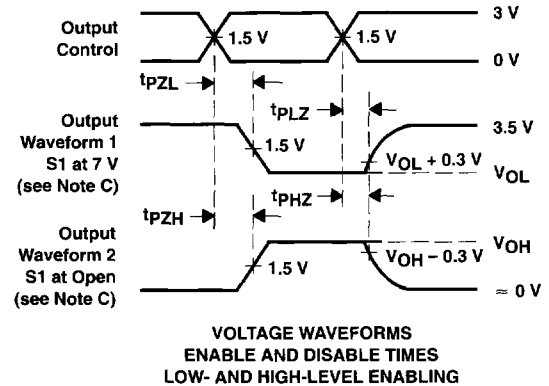 Output
Control
3 V
1.5 V
1.5 V
0 V
tPZL
tPLZ
Output
Waveform 1
S1 at 7 V
(see Note C)
3.5 V
1.5 V
VOL + 0.3 V
VOL
tPZH
tPHZ
Output
Waveform 2
S1 at Open
(see Note C)
VOH
1.5 V
VOH − 0.3 V
≈ 0 V
VOLTAGE WAVEFORMS
ENABLE AND DISABLE TIMES
LOW- AND HIGH-LEVEL ENABLING